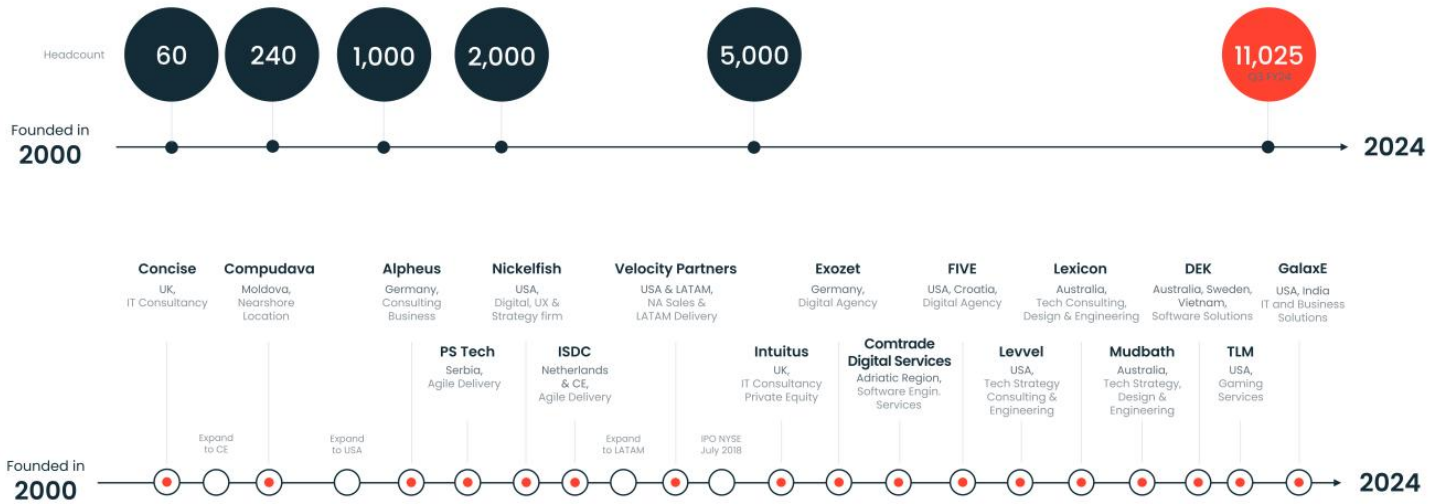 Headcount
60
240
1,000
2,000
5,000
11,025
Q3 FY24
Founded in
2000
2024
Concise
UK,
IT Consultancy
Compudava
Moldova,
Nearshore
Location
Alpheus
Germany,
Consulting
Business
Nickelfish
USA,
Digital, UX &
Strategy firm
Velocity Partners
USA & LATAM,
NA Sales &
LATAM Delivery
Exozet
Germany,
Digital Agency
FIVE
USA, Croatia,
Digital Agency
Lexicon
Australia,
Tech Consulting,
Design & Engineering
DEK
Australia, Sweden,
Vietnam,
Software Solutions
GalaxE
USA, India
IT and Business
Solutions
PS Tech
Serbia,
Agile Delivery
ISDC
Netherlands
& CE,
Agile Delivery
Intuitus
UK,
IT Consultancy
Private Equity
Comtrade
Digital Services
Adriatic Region,
Software Engin.
Services
Levvel
USA,
Tech Strategy
Consulting &
Engineering
Mudbath
Australia,
Tech Strategy,
Design &
Engineering
TLM
USA,
Gaming
Services
Expand
to CE
Expand
to USA
Expand
to LATAM
IPO NYSE
July 2018
Founded in
2000
2024